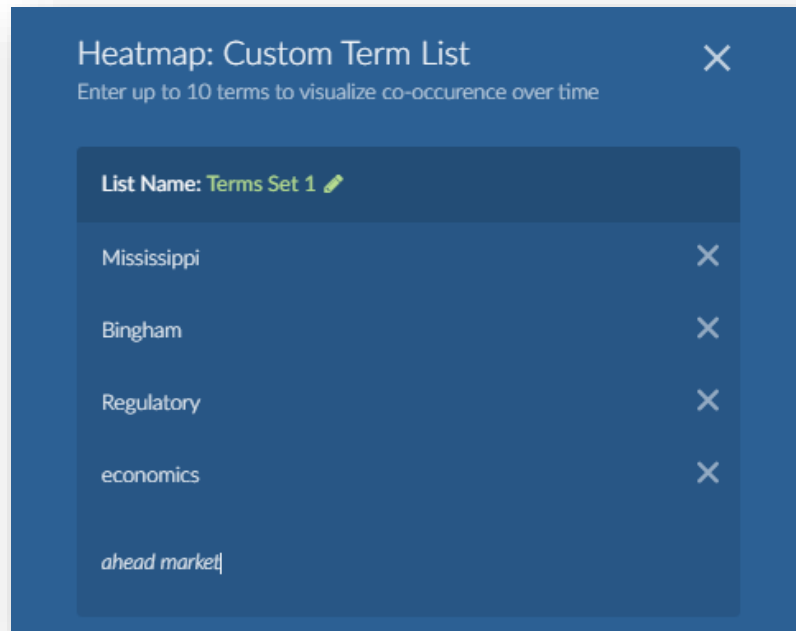 Heatmap: Custom Term List
Enter up to 10 terms to visualize co-occurence over time
List Name: Terms Set 1
Mississippi
Bingham
Regulatory
economics
ahead market